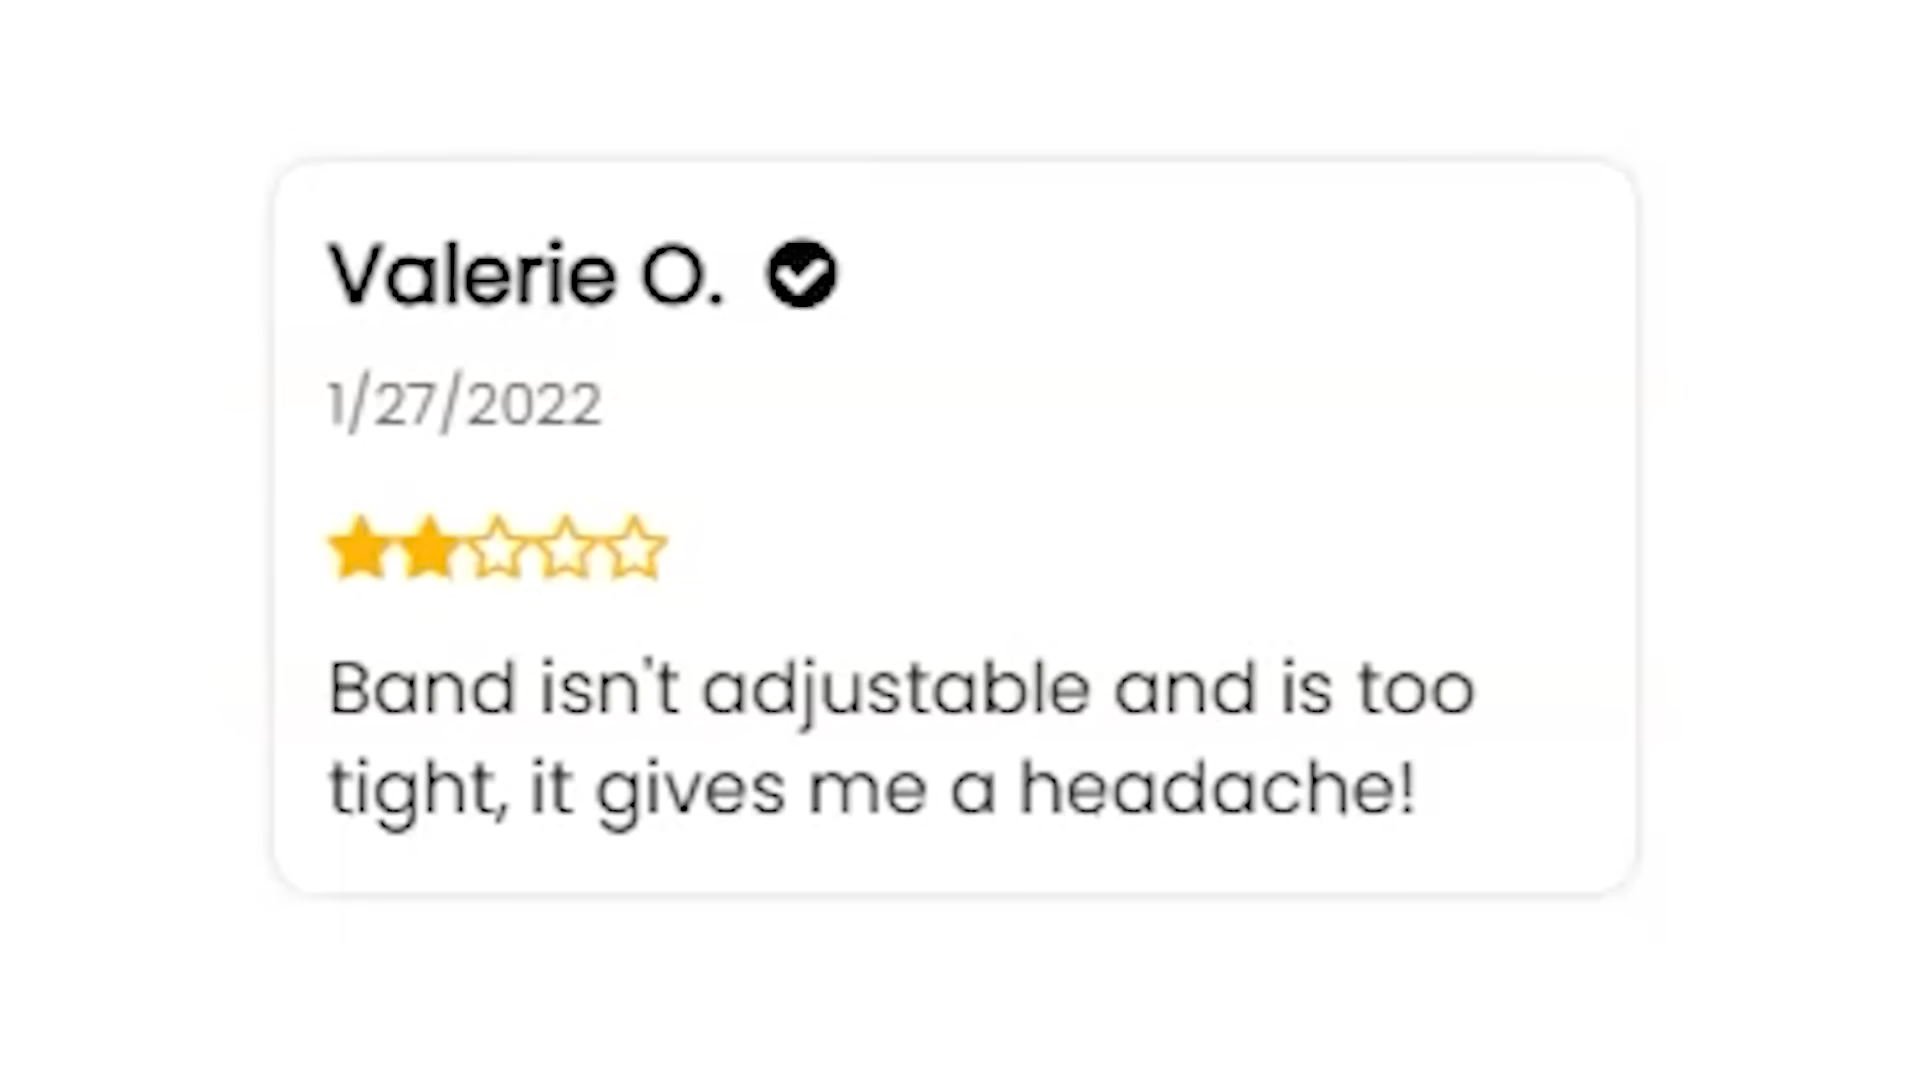 Valerie O.
1/27/2022
Band isn't adjustable and is too
tight, it gives me a headache!